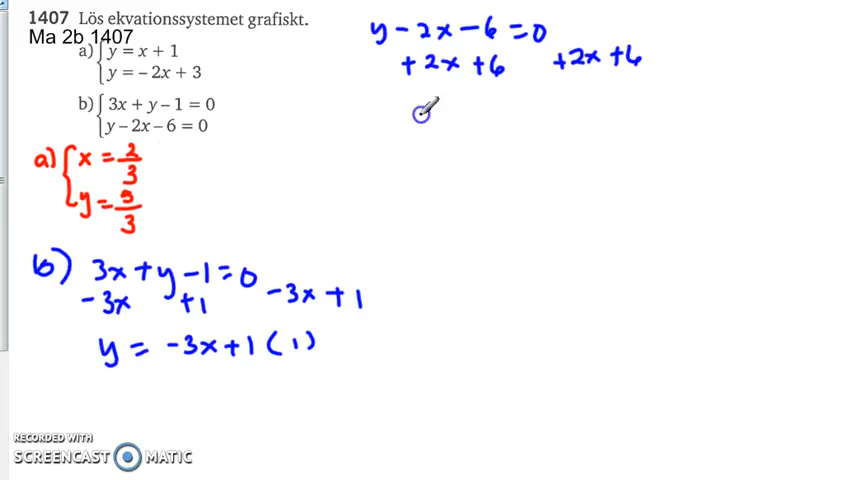 1407 Lös ekvationssystemet grafiskt.
Ma 2b 1407
a) { y = x + 1
y = – 2x + 3
b) { 3x + y – 1 = 0
y – 2x – 6 = 0
a) { x = 2/3
y = 5/3
b) 3x + y - 1 = 0
- 3x + 1 - 3x + 1
y = - 3x + 1 (1)
y - 2x - 6 = 0
+ 2x + 6 + 2x + 6
RECORDED WITH
SCREENCAST MATIC